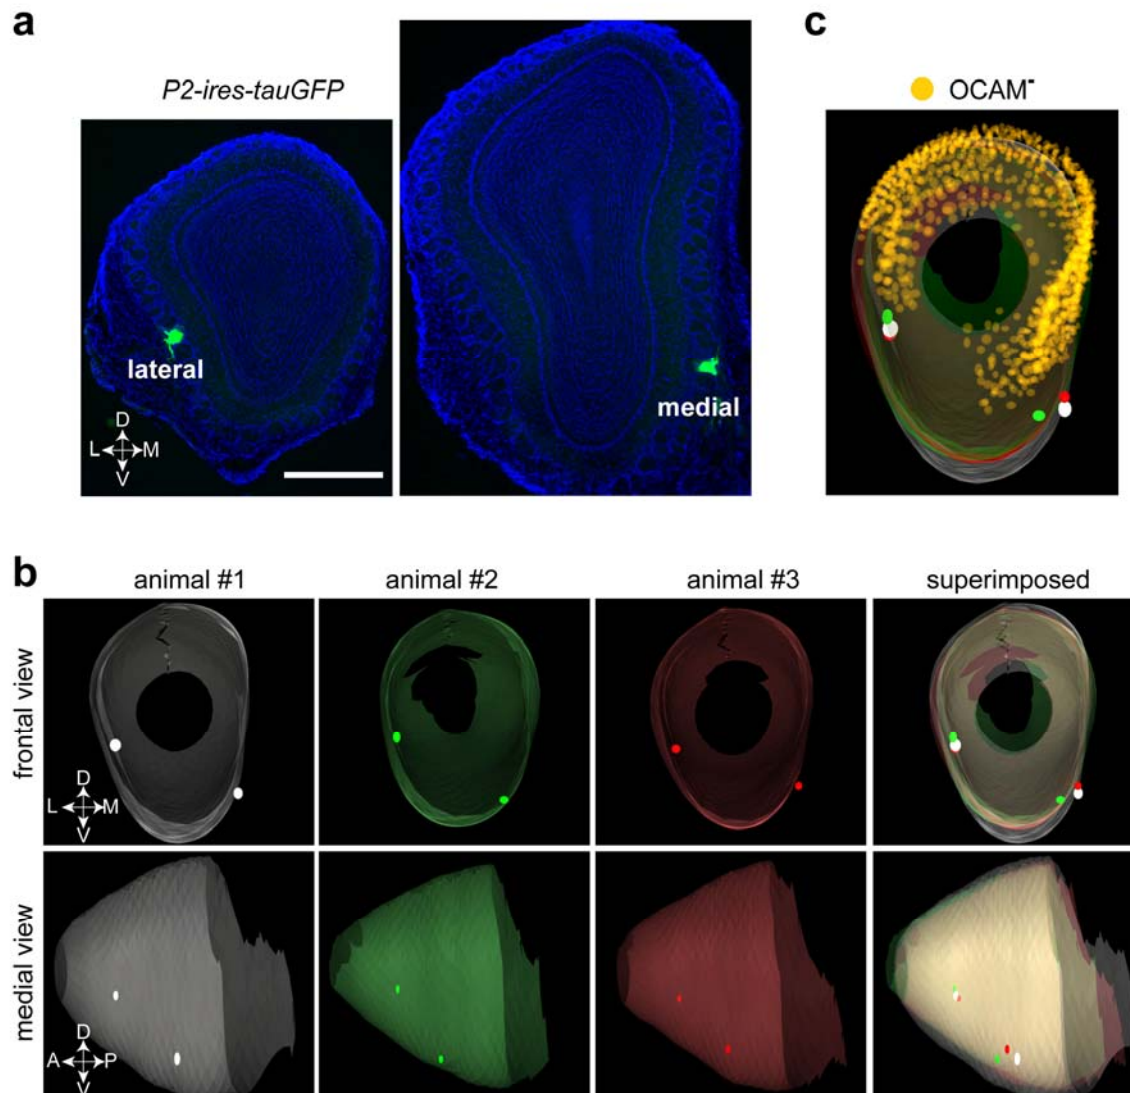 a
P2-ires-tauGFP
lateral
D
L M
V
medial
c
OCAM⁻
b
animal #1 animal #2 animal #3 superimposed
frontal view
D
L M
V
medial view
D
A P
V